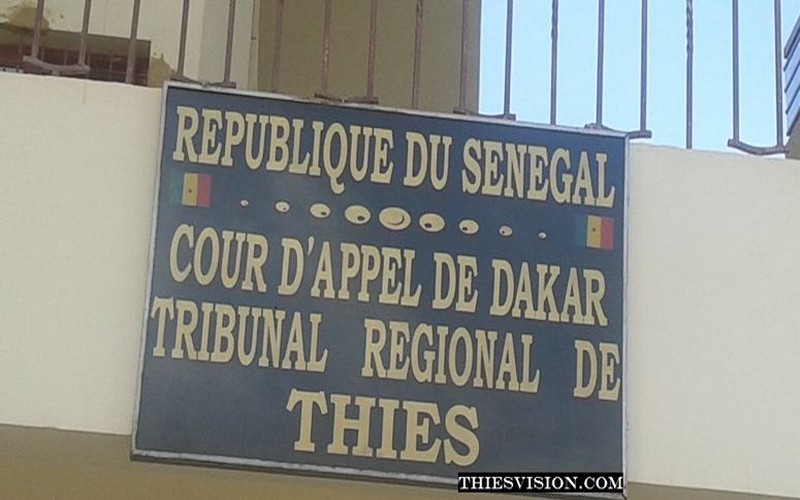 REPUBLIQUE DU SENEGAL
COUR D'APPEL DE DAKAR
TRIBUNAL REGIONAL DE
THIES
THIESVISION.COM